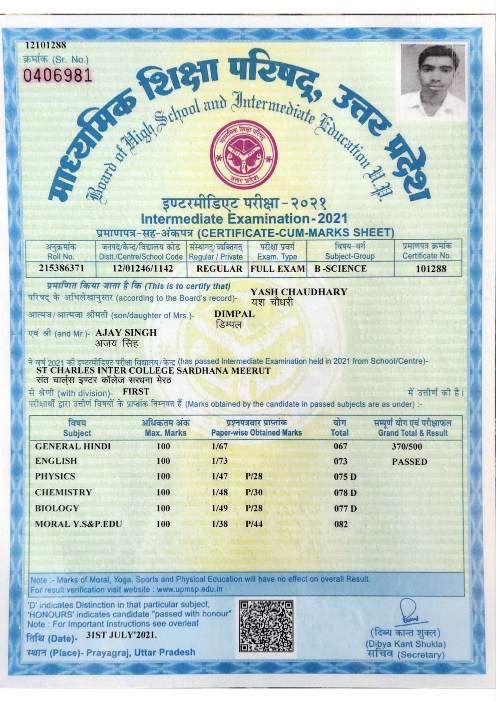 12101288
क्रमांक (Sr. No.)
0406981
माध्यमिक शिक्षा परिषद्, उत्तर प्रदेश
Board of High School and Intermediate Education U.P.
इण्टरमीडिएट परीक्षा-२०२१
Intermediate Examination-2021
प्रमाणपत्र-सह-अंकपत्र (CERTIFICATE-CUM-MARKS SHEET)
अनुक्रमांक जनपद/केन्द्र/विद्यालय कोड संस्थागत/व्यक्तिगत परीक्षा प्रवर्ग विषय-वर्ग प्रमाणपत्र क्रमांक
Roll No. Distt./Centre/School Code Regular / Private Exam. Type Subject-Group Certificate No.
215386371 12/01246/1142 REGULAR FULL EXAM B -SCIENCE 101288
प्रमाणित किया जाता है कि (This is to certify that)
YASH CHAUDHARY
परिषद के अभिलेखानुसार (according to the Board's record)-
यश चौधरी
आत्मज/आत्मजा श्रीमती (son/daughter of Mrs.)- DIMPAL
डिम्पल
एवं श्री (and Mr.)- AJAY SINGH
अजय सिंह
ने वर्ष 2021 की इण्टरमीडिएट परीक्षा विद्यालय/केन्द्र (has passed Intermediate Examination held in 2021 from School/Centre)-
ST CHARLES INTER COLLEGE SARDHANA MEERUT
संत चार्ल्स इण्टर कॉलेज सरधना मेरठ
से श्रेणी (with division)- FIRST में उत्तीर्ण की है।
परीक्षार्थी द्वारा उत्तीर्ण विषयों के प्राप्तांक निम्नवत हैं (Marks obtained by the candidate in passed subjects are as under) :-
विषय अधिकतम अंक प्रश्नपत्रवार प्राप्तांक योग सम्पूर्ण योग एवं परीक्षाफल
Subject Max. Marks Paper-wise Obtained Marks Total Grand Total & Result
GENERAL HINDI 100 1/67 067 370/500
ENGLISH 100 1/73 073 PASSED
PHYSICS 100 1/47 P/28 075 D
CHEMISTRY 100 1/48 P/30 078 D
BIOLOGY 100 1/49 P/28 077 D
MORAL Y.S&P.EDU 100 1/38 P/44 082
Note :- Marks of Moral, Yoga, Sports and Physical Education will have no effect on overall Result.
For result verification visit website : www.upmsp.edu.in
'D' indicates Distinction in that particular subject,
'HONOURS' indicates candidate "passed with honour"
Note : For Important Instructions see overleaf
तिथि (Date)- 31ST JULY'2021.
स्थान (Place)- Prayagraj, Uttar Pradesh
(दिब्य कान्त शुक्ल)
(Dibya Kant Shukla)
सचिव (Secretary)